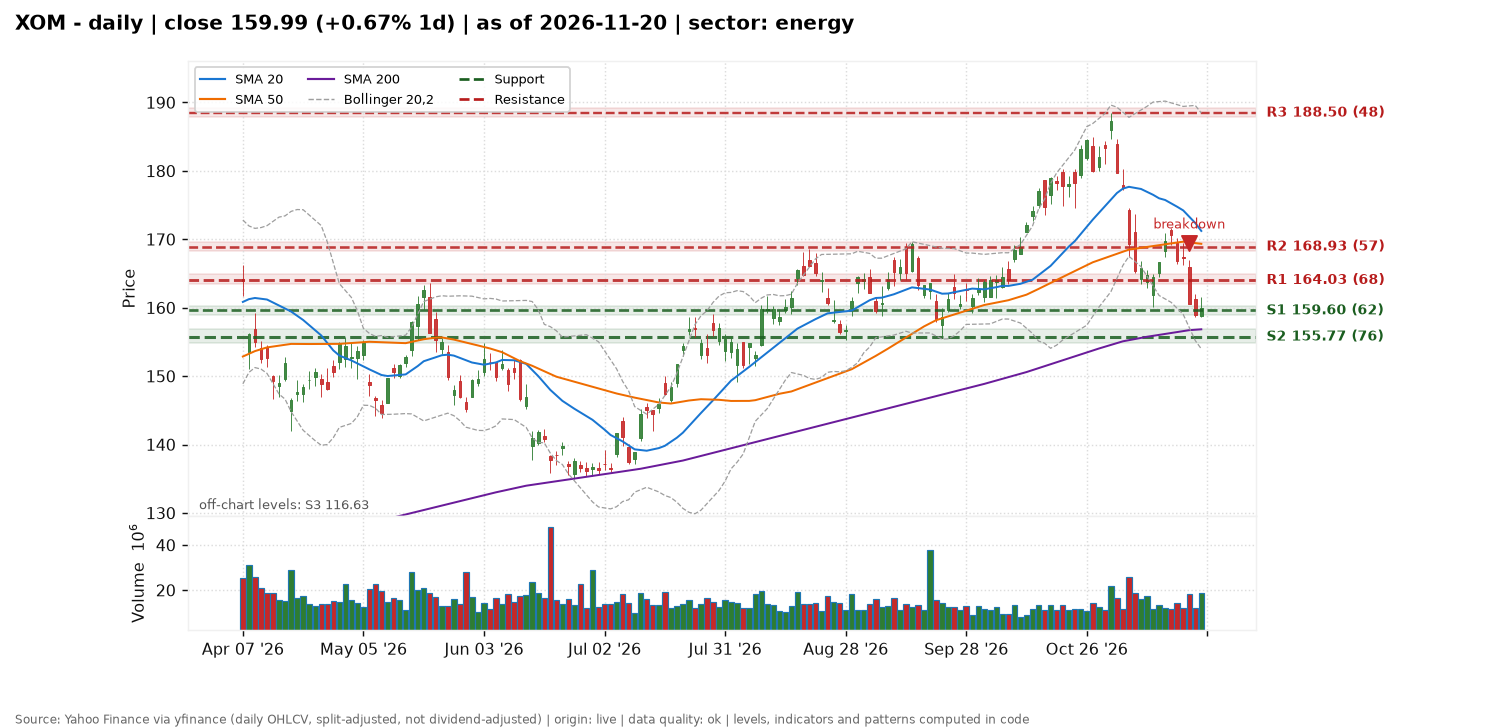 XOM - daily | close 159.99 (+0.67% 1d) | as of 2026-11-20 | sector: energy
SMA 20
SMA 50
SMA 200
Bollinger 20,2
Support
Resistance
Price
190
180
170
160
150
140
130
R3 188.50 (48)
breakdown
R2 168.93 (57)
R1 164.03 (68)
S1 159.60 (62)
S2 155.77 (76)
off-chart levels: S3 116.63
Volume 10⁶
40
20
Apr 07 '26 May 05 '26 Jun 03 '26 Jul 02 '26 Jul 31 '26 Aug 28 '26 Sep 28 '26 Oct 26 '26
Source: Yahoo Finance via yfinance (daily OHLCV, split-adjusted, not dividend-adjusted) | origin: live | data quality: ok | levels, indicators and patterns computed in code